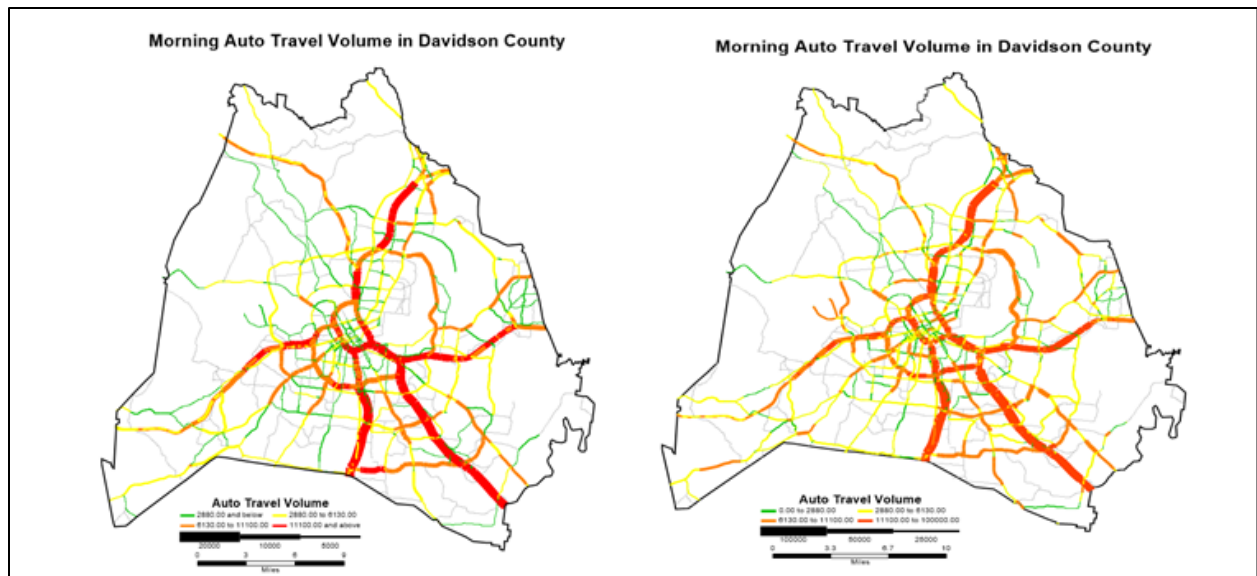 Morning Auto Travel Volume in Davidson County
Auto Travel Volume
2880.00 and below 2880.00 to 6130.00
6130.00 to 11100.00 11100.00 and above
20000 10000 5000
0 3 6 9
Miles
Morning Auto Travel Volume in Davidson County
Auto Travel Volume
0.00 to 2880.00 2880.00 to 6130.00
6130.00 to 11100.00 11100.00 to 100000.00
100000 50000 25000
0 3.3 6.7 10
Miles